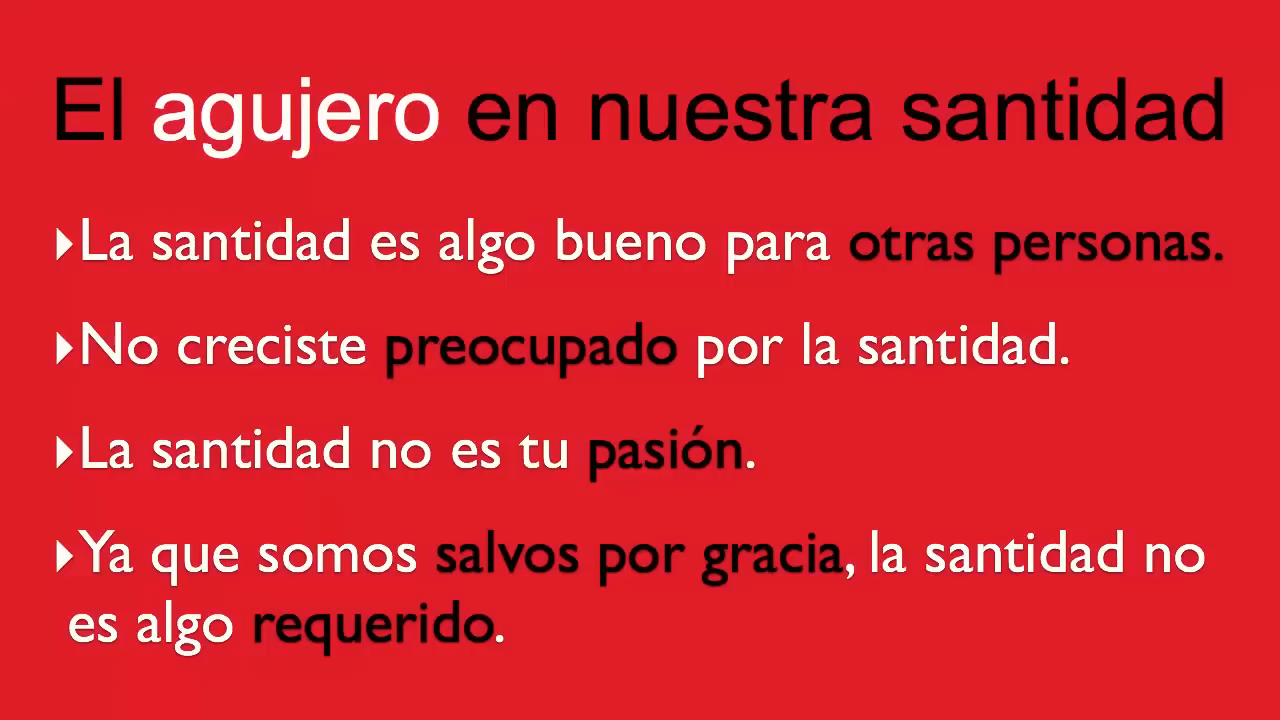 El agujero en nuestra santidad
‣La santidad es algo bueno para otras personas.
‣No creciste preocupado por la santidad.
‣La santidad no es tu pasión.
‣Ya que somos salvos por gracia, la santidad no
es algo requerido.